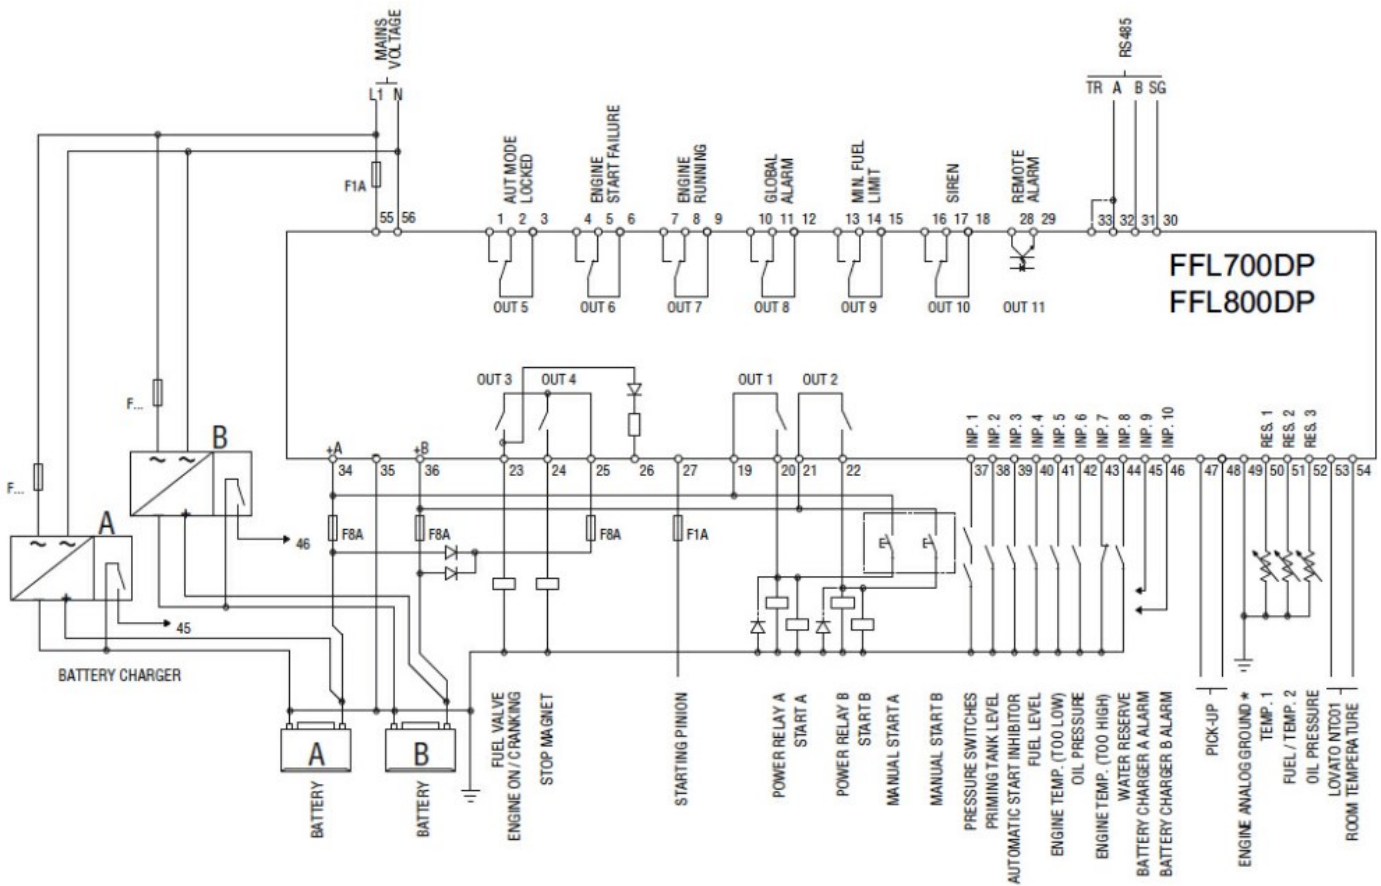 MAINS
VOLTAGE
L1 N
RS485
TR A B SG
F1A
55 56
AUT MODE
LOCKED
1 2 3
OUT 5
ENGINE
START FAILURE
4 5 6
OUT 6
ENGINE
RUNNING
7 8 9
OUT 7
GLOBAL
ALARM
10 11 12
OUT 8
MIN. FUEL
LIMIT
13 14 15
OUT 9
SIREN
16 17 18
OUT 10
REMOTE
ALARM
28 29
OUT 11
33 32 31 30
FFL700DP
FFL800DP
OUT 3 OUT 4 OUT 1 OUT 2
INP. 1
INP. 2
INP. 3
INP. 4
INP. 5
INP. 6
INP. 7
INP. 8
INP. 9
INP. 10
RES. 1
RES. 2
RES. 3
+A +B
34 35 36 23 24 25 26 27 19 20 21 22 37 38 39 40 41 42 43 44 45 46 47 48 49 50 51 52 53 54
F...
B
~ ~
- +
46
F...
A
~ ~
- +
45
BATTERY CHARGER
F8A F8A F8A F1A
A
BATTERY
B
BATTERY
FUEL VALVE
ENGINE ON / CRANKING
STOP MAGNET
STARTING PINION
POWER RELAY A
START A
POWER RELAY B
START B
MANUAL START A
MANUAL START B
PRESSURE SWITCHES
PRIMING TANK LEVEL
AUTOMATIC START INHIBITOR
FUEL LEVEL
ENGINE TEMP. (TOO LOW)
OIL PRESSURE
ENGINE TEMP. (TOO HIGH)
WATER RESERVE
BATTERY CHARGER A ALARM
BATTERY CHARGER B ALARM
PICK-UP
ENGINE ANALOG GROUND *
TEMP. 1
FUEL / TEMP. 2
OIL PRESSURE
LOVATO NTC01
ROOM TEMPERATURE